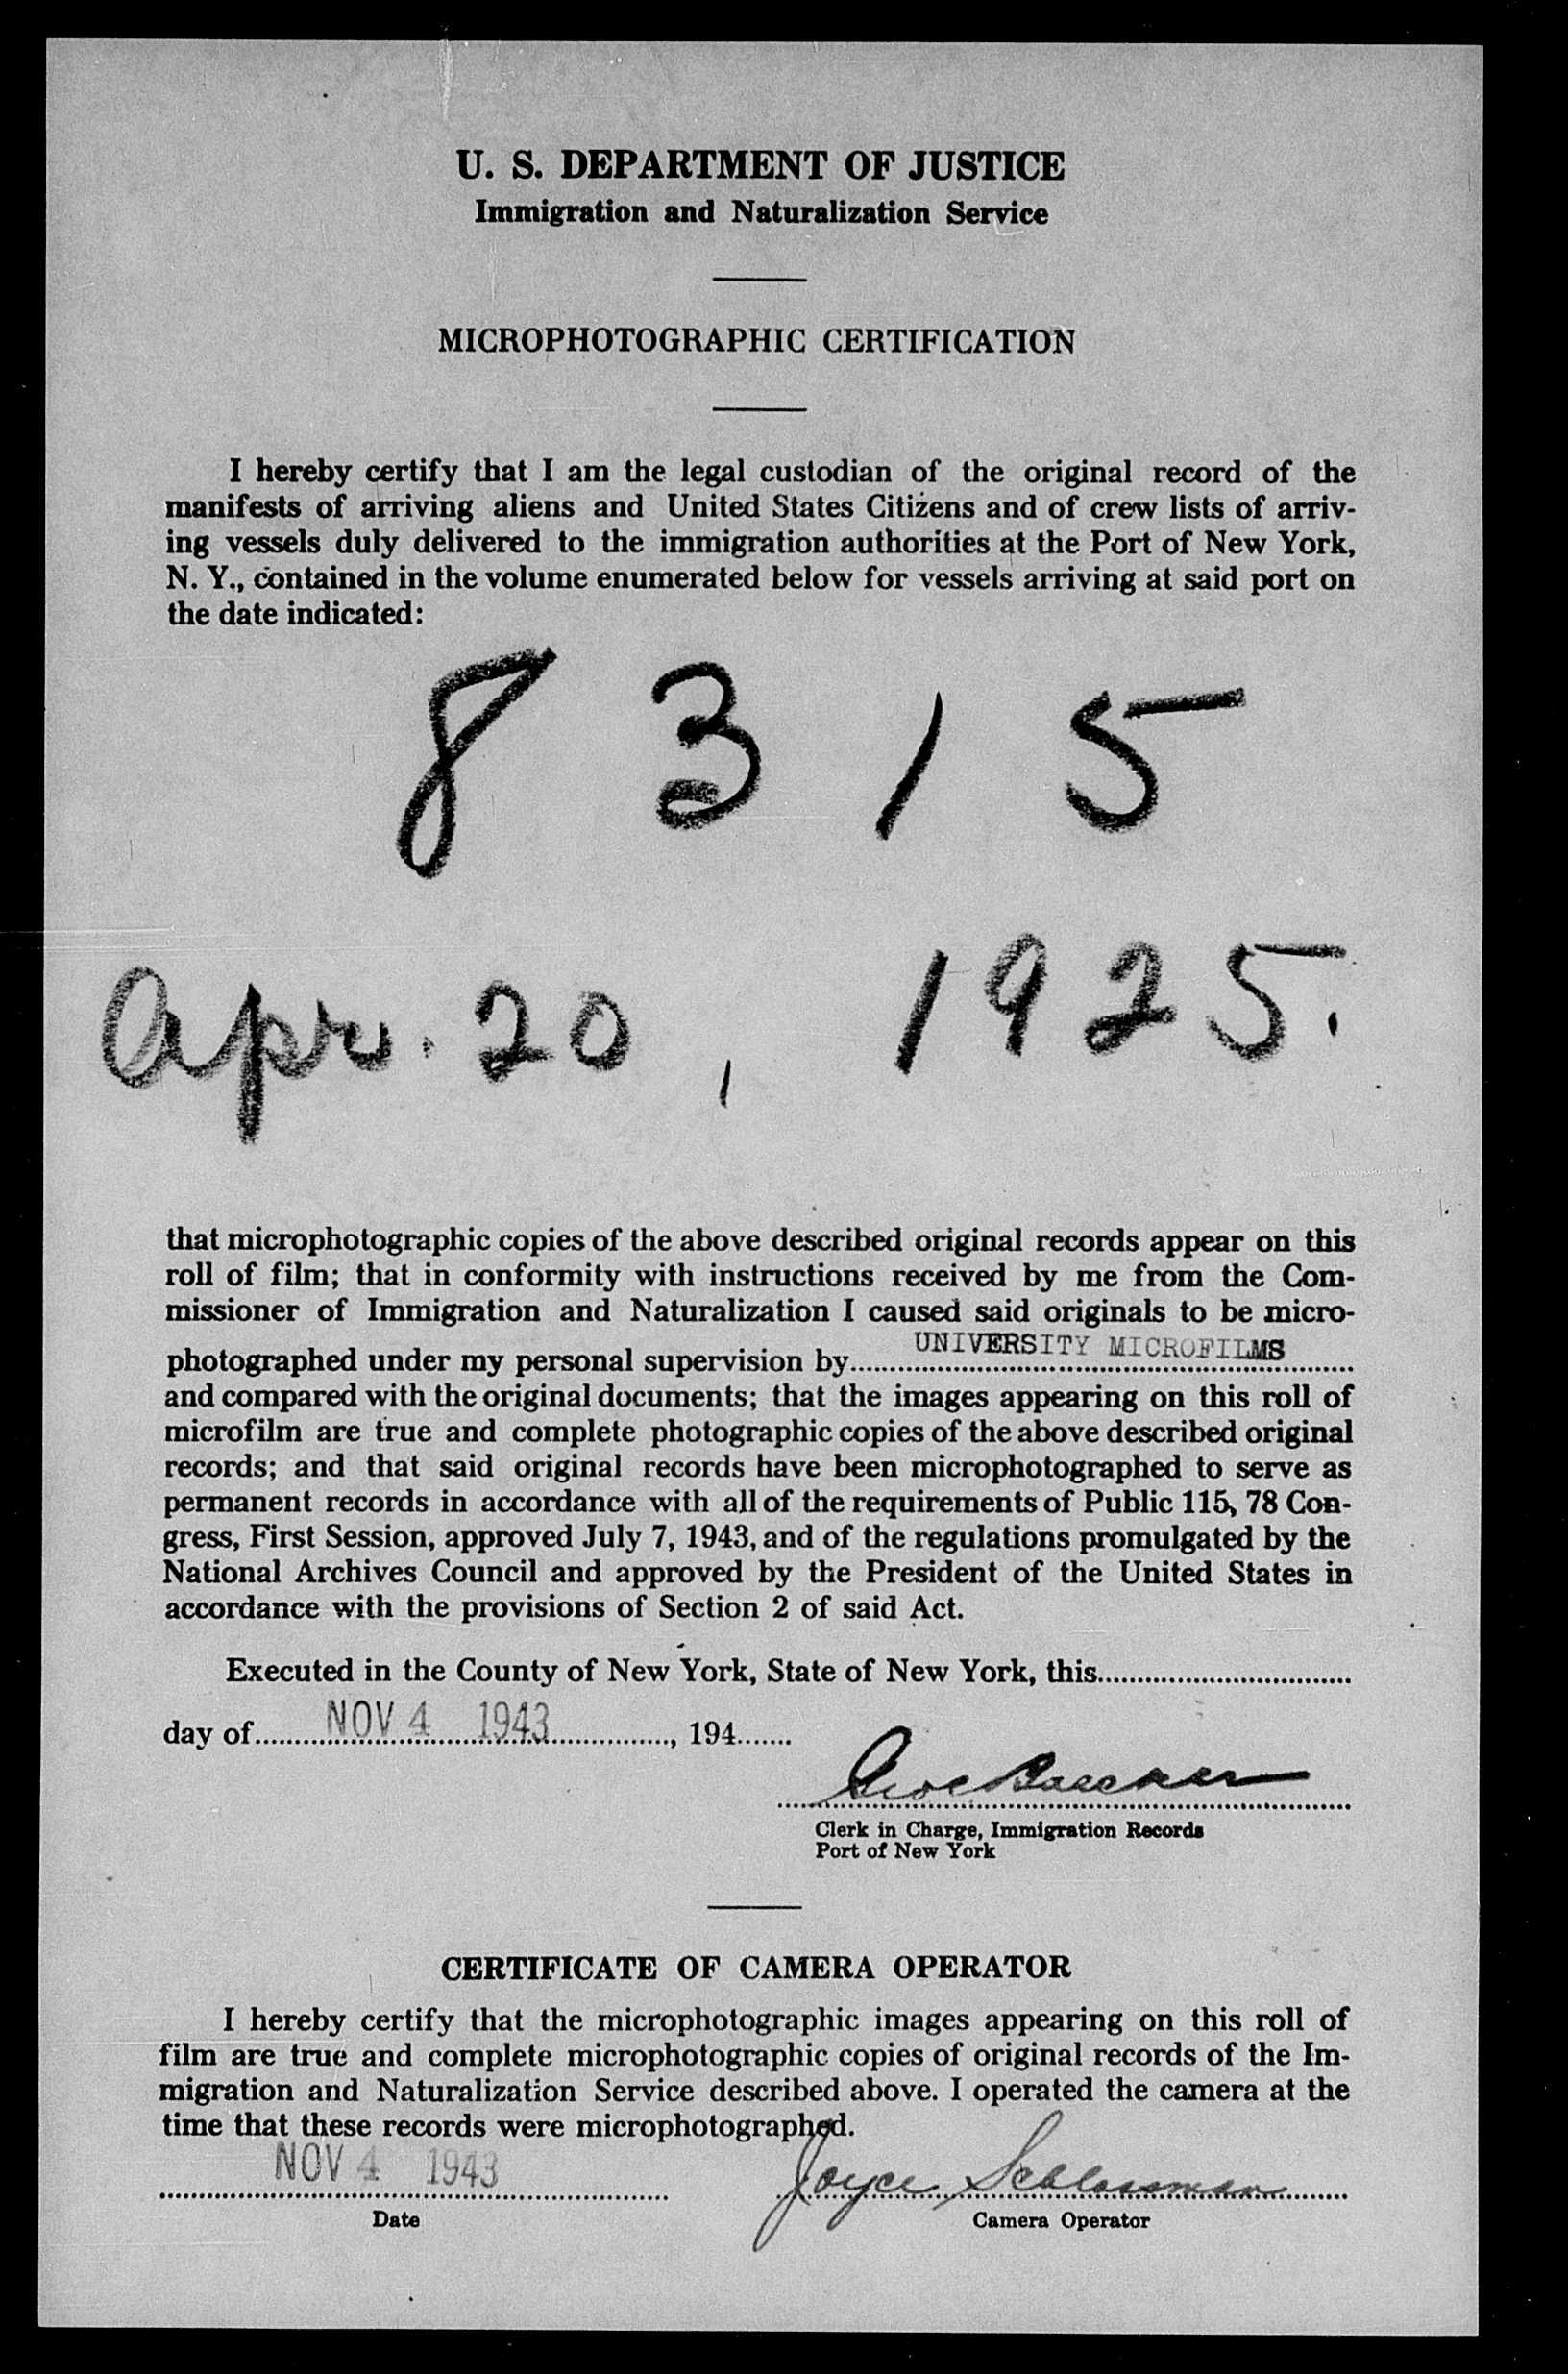 U. S. DEPARTMENT OF JUSTICE
Immigration and Naturalization Service
MICROPHOTOGRAPHIC CERTIFICATION
I hereby certify that I am the legal custodian of the original record of the
manifests of arriving aliens and United States Citizens and of crew lists of arriv-
ing vessels duly delivered to the immigration authorities at the Port of New York,
N. Y., contained in the volume enumerated below for vessels arriving at said port on
the date indicated:
8315
Apr. 20, 1925.
that microphotographic copies of the above described original records appear on this
roll of film; that in conformity with instructions received by me from the Com-
missioner of Immigration and Naturalization I caused said originals to be micro-
photographed under my personal supervision by UNIVERSITY MICROFILMS
and compared with the original documents; that the images appearing on this roll of
microfilm are true and complete photographic copies of the above described original
records; and that said original records have been microphotographed to serve as
permanent records in accordance with all of the requirements of Public 115, 78 Con-
gress, First Session, approved July 7, 1943, and of the regulations promulgated by the
National Archives Council and approved by the President of the United States in
accordance with the provisions of Section 2 of said Act.
Executed in the County of New York, State of New York, this
day of NOV 4 1943, 194
Clerk in Charge, Immigration Records
Port of New York
CERTIFICATE OF CAMERA OPERATOR
I hereby certify that the microphotographic images appearing on this roll of
film are true and complete microphotographic copies of original records of the Im-
migration and Naturalization Service described above. I operated the camera at the
time that these records were microphotographed.
NOV 4 1943 Joyce Schlossman
Date Camera Operator